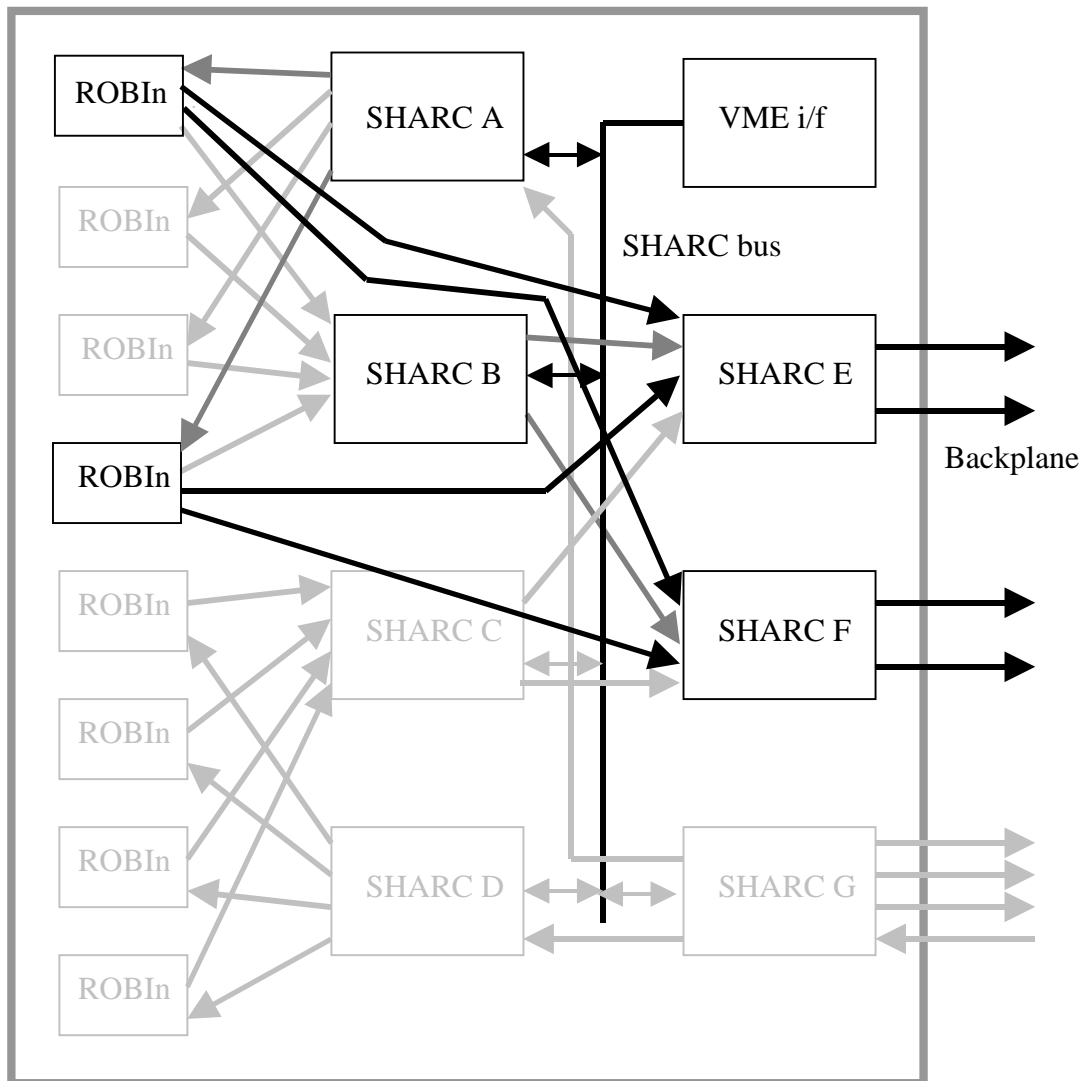 ROBIn
SHARC A
VME i/f
ROBIn
SHARC bus
ROBIn
SHARC B
SHARC E
Backplane
ROBIn
ROBIn
SHARC C
SHARC F
ROBIn
ROBIn
SHARC D
SHARC G
ROBIn